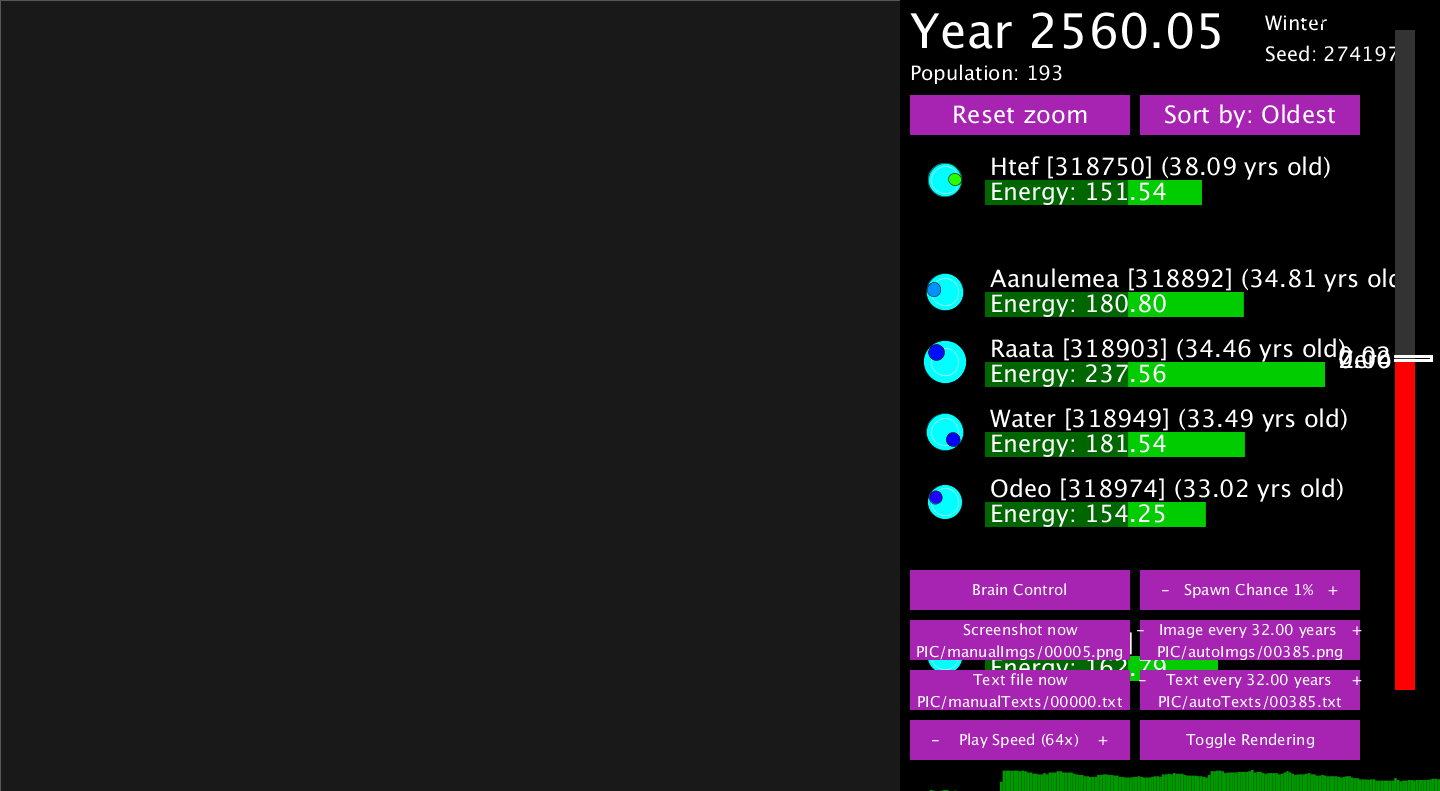 Year 2560.05
Winter
Seed: 274197
Population: 193
Reset zoom
Sort by: Oldest
Htef [318750] (38.09 yrs old)
Energy: 151.54
Aanulemea [318892] (34.81 yrs old
Energy: 180.80
Raata [318903] (34.46 yrs old)
Energy: 237.56
Zero
Water [318949] (33.49 yrs old)
Energy: 181.54
Odeo [318974] (33.02 yrs old)
Energy: 154.25
Brain Control
- Spawn Chance 1% +
Screenshot now
PIC/manualImgs/00005.png
- Image every 32.00 years +
PIC/autoImgs/00385.png
Energy: 162.79
Text file now
PIC/manualTexts/00000.txt
- Text every 32.00 years +
PIC/autoTexts/00385.txt
- Play Speed (64x) +
Toggle Rendering